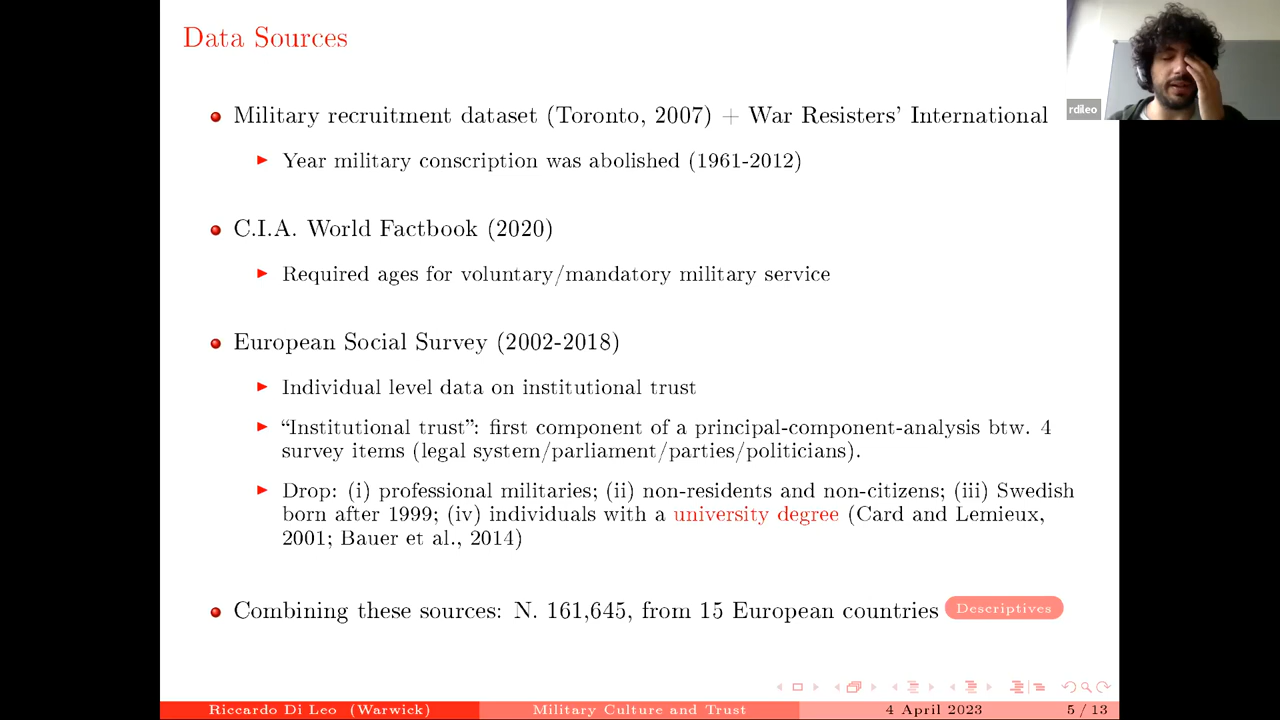 Data Sources
rdileo
Military recruitment dataset (Toronto, 2007) + War Resisters' International
Year military conscription was abolished (1961-2012)
C.I.A. World Factbook (2020)
Required ages for voluntary/mandatory military service
European Social Survey (2002-2018)
Individual level data on institutional trust
“Institutional trust”: first component of a principal-component-analysis btw. 4
survey items (legal system/parliament/parties/politicians).
Drop: (i) professional militaries; (ii) non-residents and non-citizens; (iii) Swedish
born after 1999; (iv) individuals with a university degree (Card and Lemieux,
2001; Bauer et al., 2014)
Combining these sources: N. 161,645, from 15 European countries Descriptives
Riccardo Di Leo (Warwick) Military Culture and Trust 4 April 2023 5 / 13